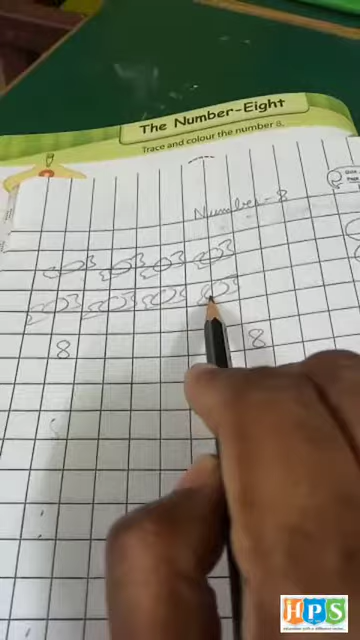 The Number-Eight
Trace and colour the number 8.
Number-8
8 8
HPS